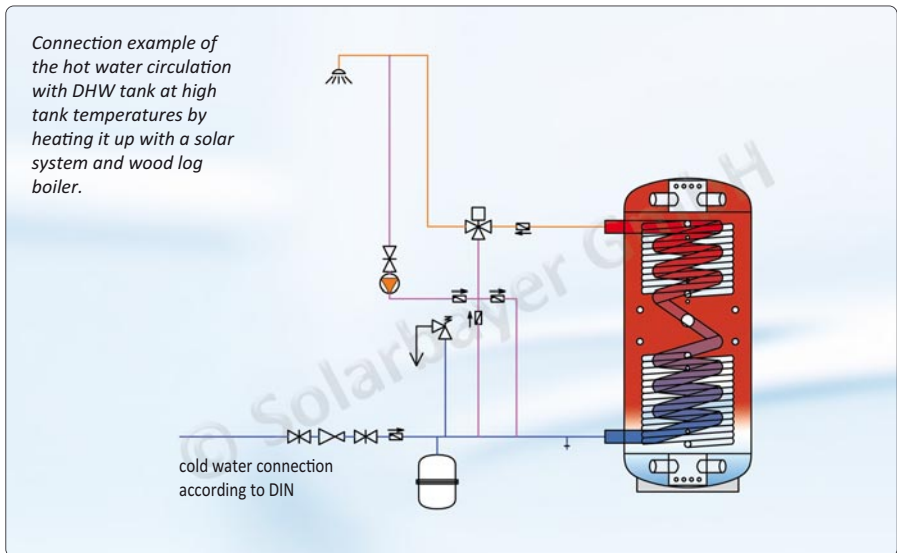 Connection example of
the hot water circulation
with DHW tank at high
tank temperatures by
heating it up with a solar
system and wood log
boiler.
© Solarbayer GmbH
cold water connection
according to DIN